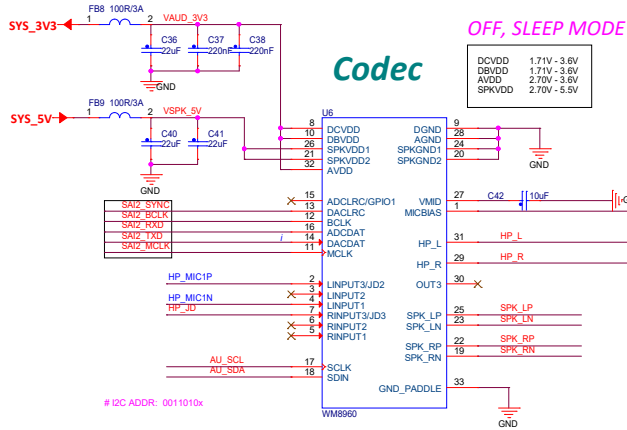 FB8 100R/3A
SYS_3V3
1
2
VAUD_3V3
C36
22uF
C37
220nF
C38
220nF
GND
OFF, SLEEP MODE
Codec
DCVDD 1.71V - 3.6V
DBVDD 1.71V - 3.6V
AVDD 2.70V - 3.6V
SPKVDD 2.70V - 5.5V
FB9 100R/3A
SYS_5V
1
2
VSPK_5V
C40
22uF
C41
22uF
GND
U6
8 DCVDD
10 DBVDD
26 SPKVDD1
21 SPKVDD2
32 AVDD
DGND 9
AGND 28
SPKGND1 24
SPKGND2 20
GND
15 ADCLRC/GPIO1
SAI2_SYNC 13 DACLRC
SAI2_BCLK 12 BCLK
SAI2_RXD 16 ADCDAT
SAI2_TXD i 14 DACDAT
SAI2_MCLK 11 MCLK
VMID 27
C42 10uF
MICBIAS 1
HP_L 31 HP_L
HP_R 29 HP_R
OUT3 30
HP_MIC1P 2 LINPUT3/JD2
3 LINPUT2
HP_MIC1N 4 LINPUT1
HP_JD 7 RINPUT3/JD3
6 RINPUT2
5 RINPUT1
SPK_LP 25 SPK_LP
SPK_LN 23 SPK_LN
SPK_RP 22 SPK_RP
SPK_RN 19 SPK_RN
AU_SCL 17 SCLK
AU_SDA 18 SDIN
GND_PADDLE 33
GND
# I2C ADDR: 0011010x
WM8960